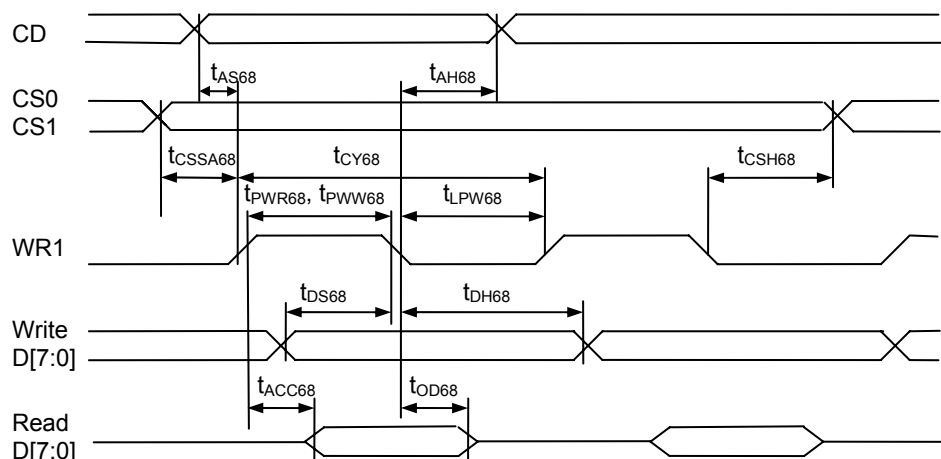 CD
tAS68 tAH68
CS0
CS1
tCSSA68 tCY68 tCSH68
tPWR68, tPWW68 tLPW68
WR1
tDS68 tDH68
Write
D[7:0]
tACC68 tOD68
Read
D[7:0]